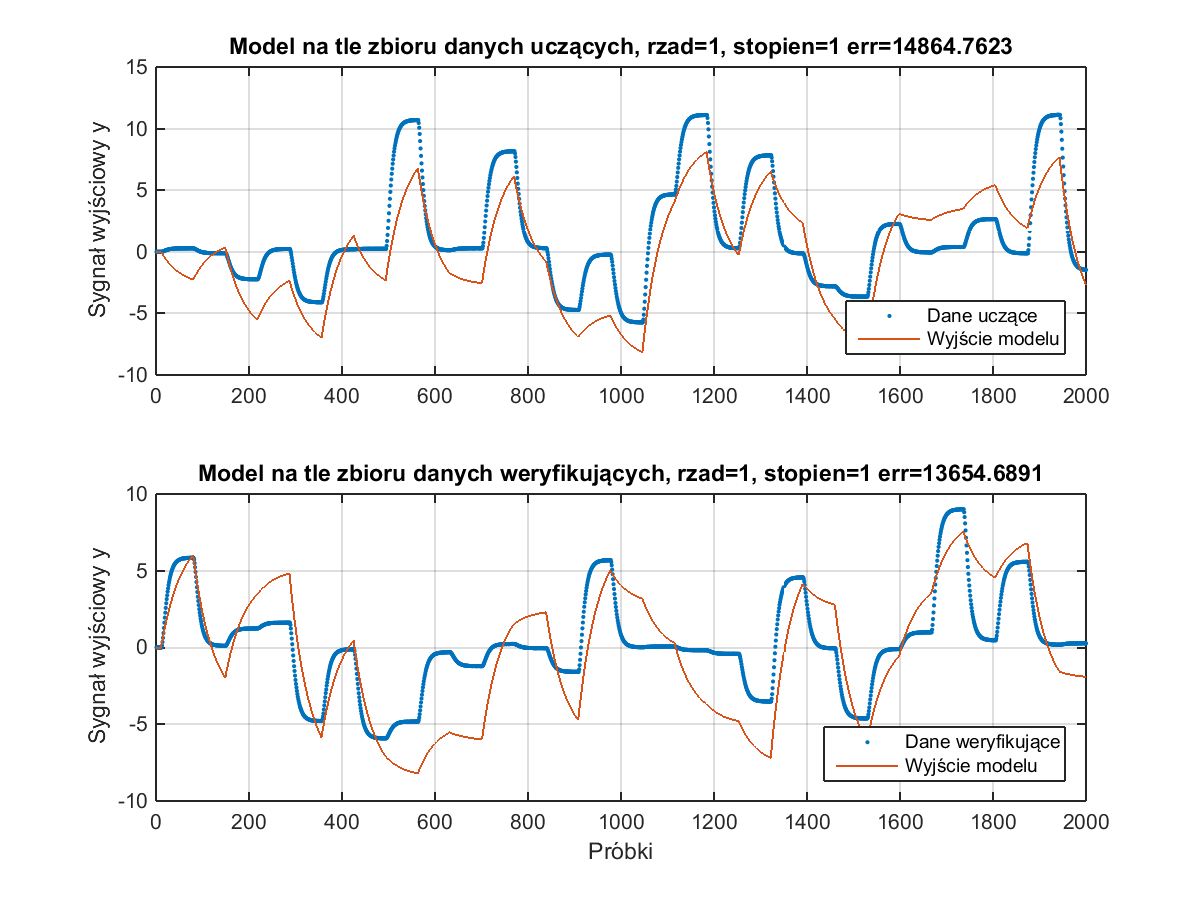 Model na tle zbioru danych uczących, rzad=1, stopien=1 err=14864.7623
15
10
5
0
-5
-10
Sygnał wyjściowy y
0 200 400 600 800 1000 1200 1400 1600 1800 2000
Dane uczące
Wyjście modelu
Model na tle zbioru danych weryfikujących, rzad=1, stopien=1 err=13654.6891
10
5
0
-5
-10
Sygnał wyjściowy y
0 200 400 600 800 1000 1200 1400 1600 1800 2000
Próbki
Dane weryfikujące
Wyjście modelu